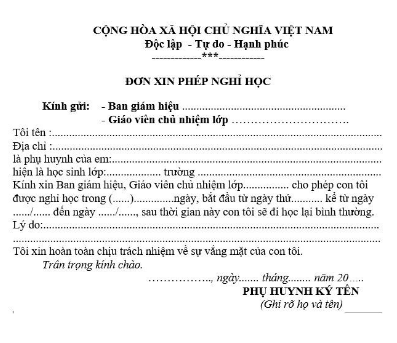 CỘNG HÒA XÃ HỘI CHỦ NGHĨA VIỆT NAM
Độc lập - Tự do - Hạnh phúc
-------------***------------
ĐƠN XIN PHÉP NGHỈ HỌC
Kính gửi: - Ban giám hiệu ......................................................
- Giáo viên chủ nhiệm lớp ................................
Tôi tên :..............................................................................................................
Địa chỉ :..............................................................................................................
là phụ huynh của em:.........................................................................................
hiện là học sinh lớp:.................. trường .............................................................
Kính xin Ban giám hiệu, Giáo viên chủ nhiệm lớp............... cho phép con tôi
được nghỉ học trong (......).............ngày, bắt đầu từ ngày thứ.......... kể từ ngày
....../...... đến ngày ....../......, sau thời gian này con tôi sẽ đi học lại bình thường.
Lý do:................................................................................................................
..........................................................................................................................
Tôi xin hoàn toàn chịu trách nhiệm về sự vắng mặt của con tôi.
Trân trọng kính chào.
................., ngày....... tháng........ năm 20.....
PHỤ HUYNH KÝ TÊN
(Ghi rõ họ và tên)